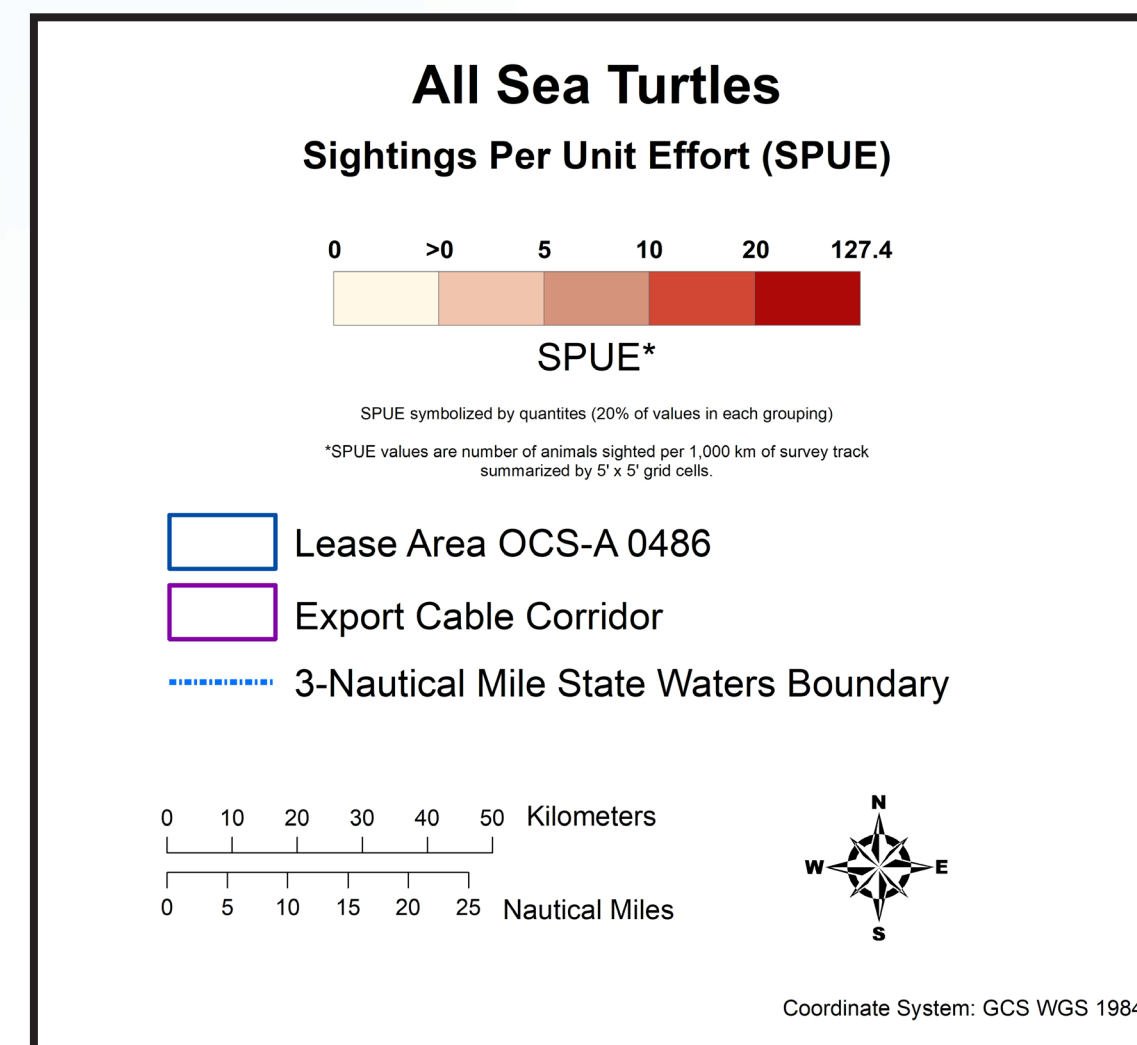 All Sea Turtles
Sightings Per Unit Effort (SPUE)
0 >0 5 10 20 127.4
SPUE*
SPUE symbolized by quantites (20% of values in each grouping)
*SPUE values are number of animals sighted per 1,000 km of survey track
summarized by 5' x 5' grid cells.
Lease Area OCS-A 0486
Export Cable Corridor
3-Nautical Mile State Waters Boundary
0 10 20 30 40 50 Kilometers
0 5 10 15 20 25 Nautical Miles
N
W E
S
Coordinate System: GCS WGS 1984